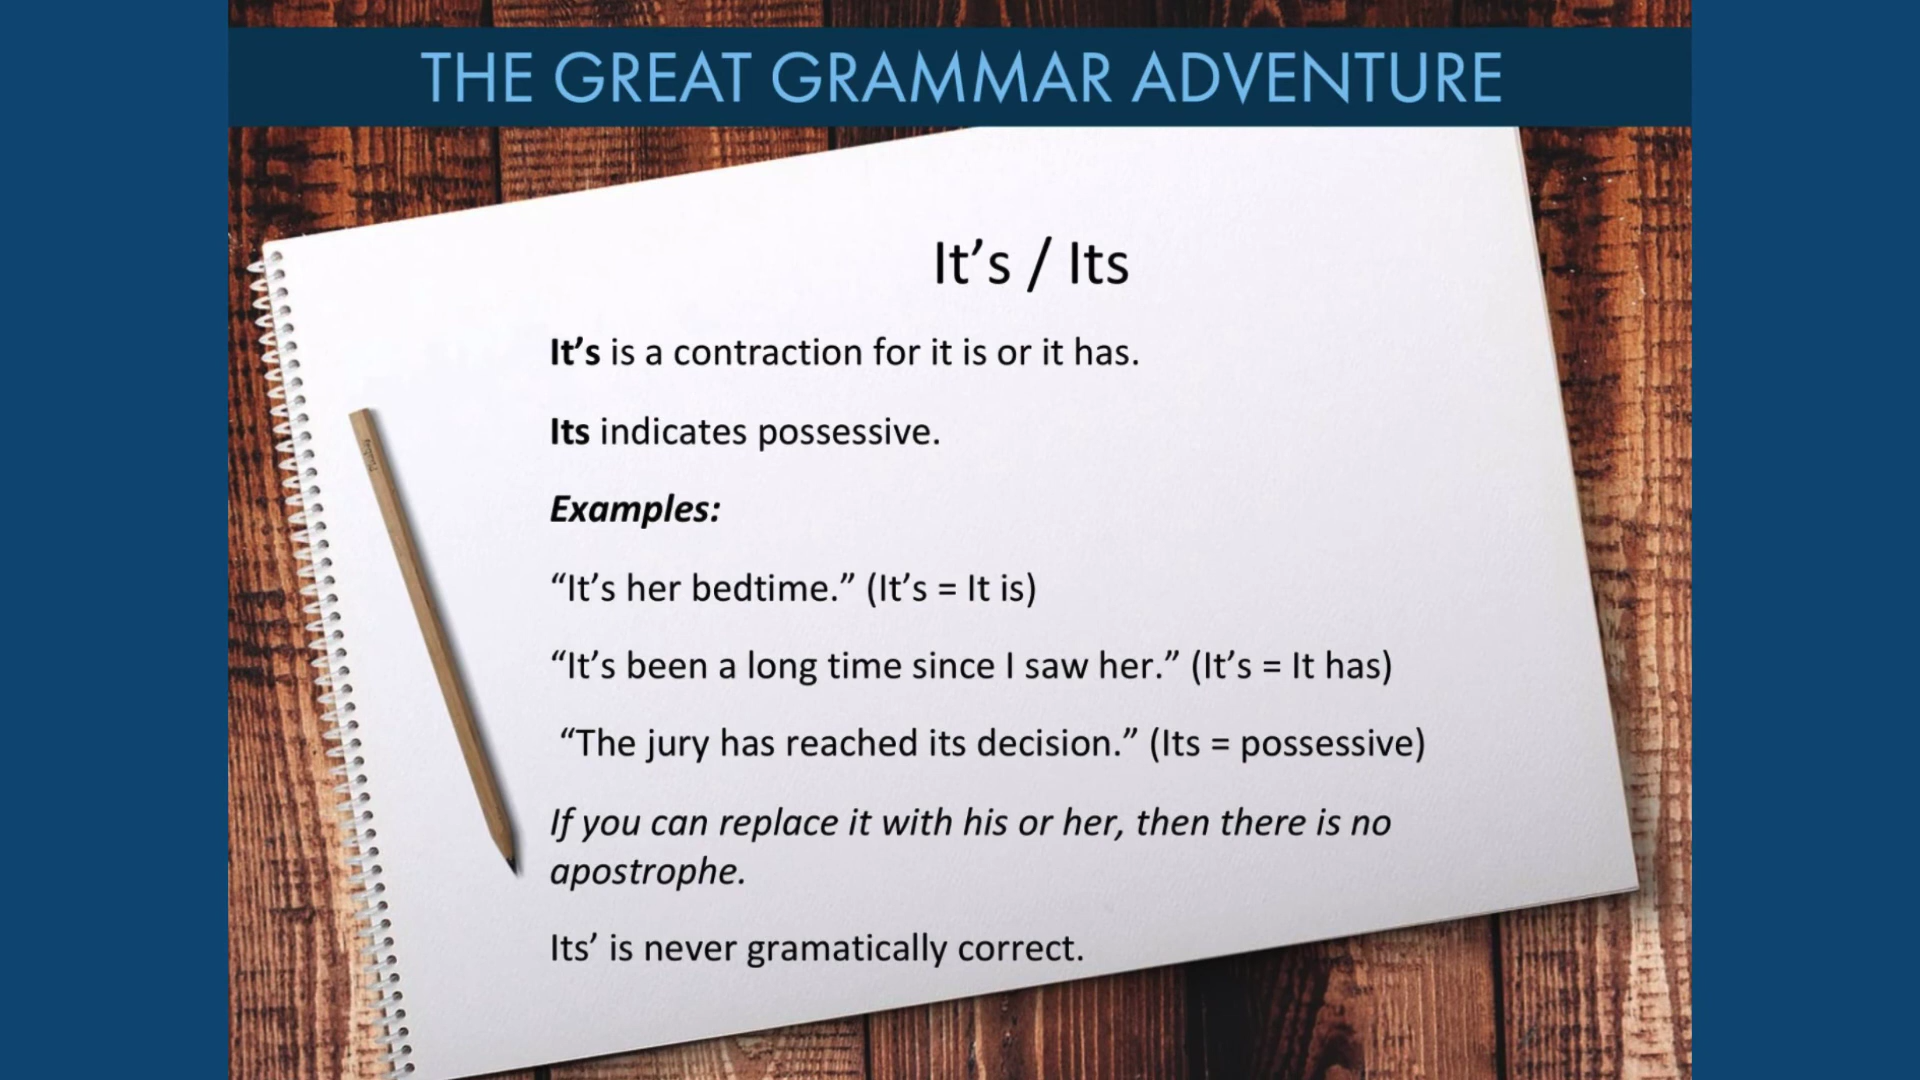 THE GREAT GRAMMAR ADVENTURE
It’s / Its
It’s is a contraction for it is or it has.
Its indicates possessive.
Examples:
“It’s her bedtime.” (It’s = It is)
“It’s been a long time since I saw her.” (It’s = It has)
“The jury has reached its decision.” (Its = possessive)
If you can replace it with his or her, then there is no
apostrophe.
Its’ is never gramatically correct.